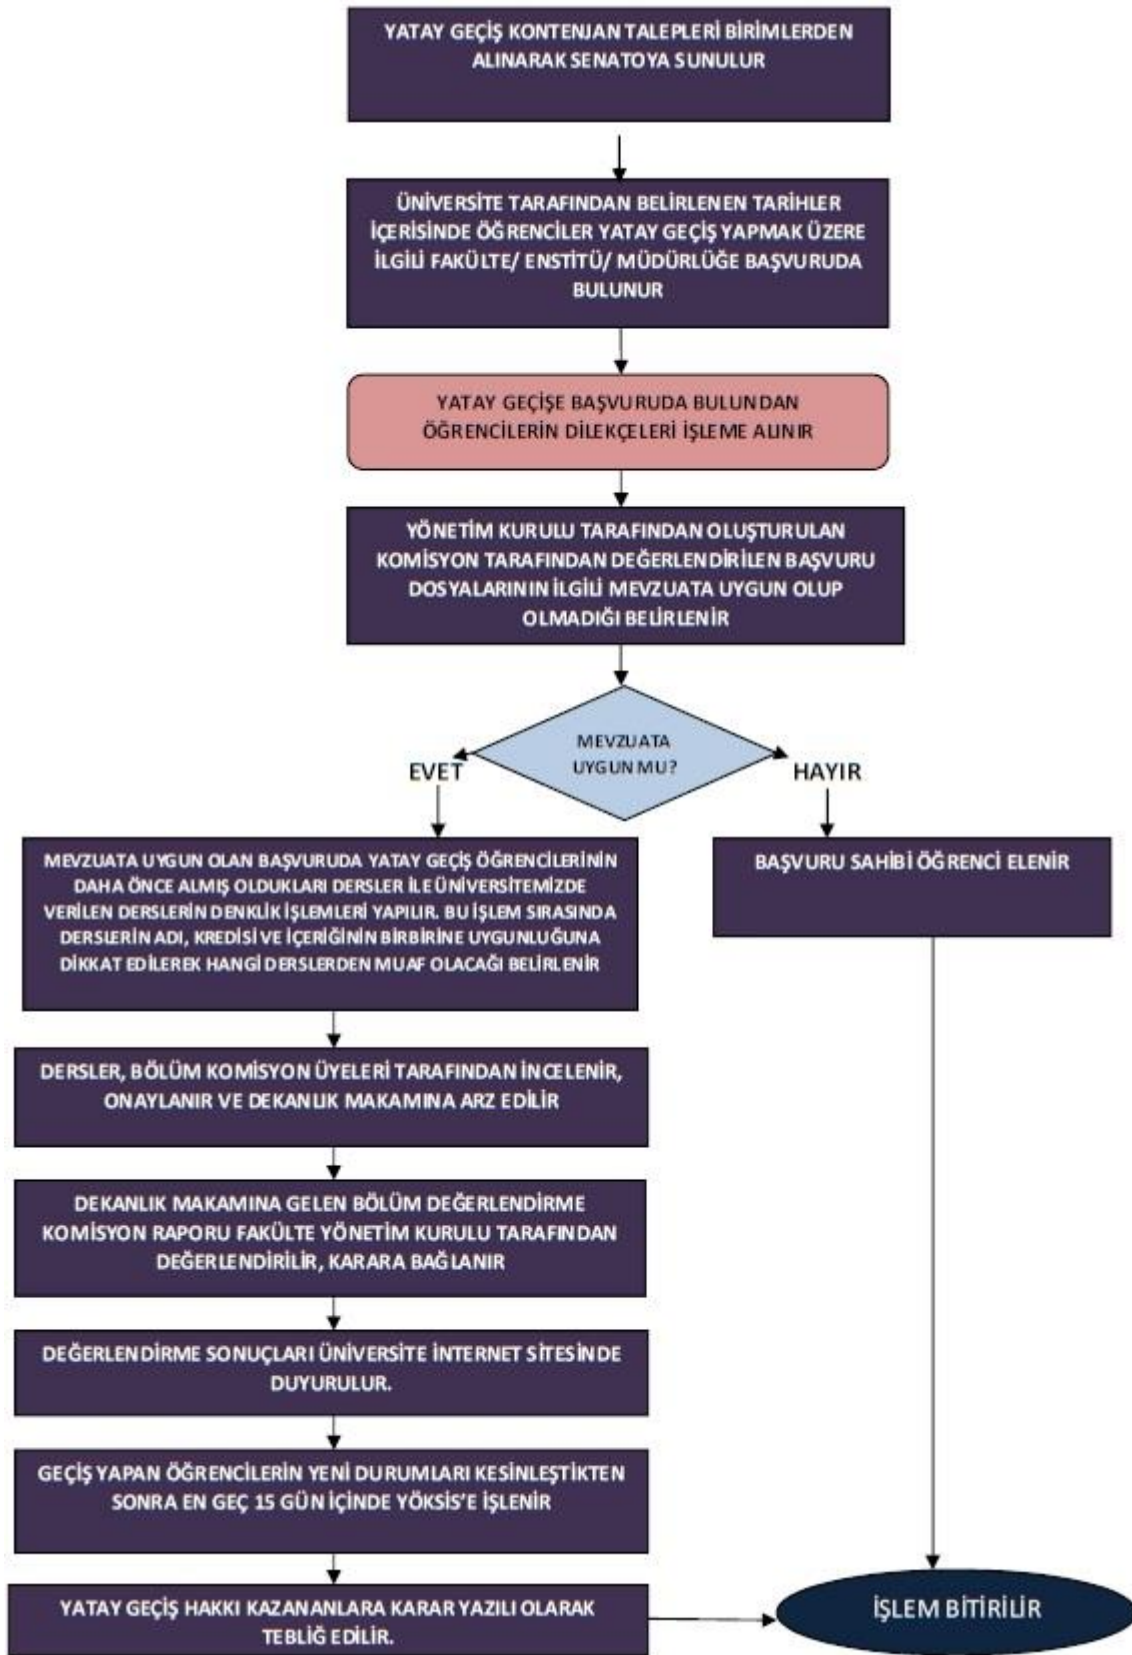 YATAY GEÇİŞ KONTENJAN TALEPLERİ BİRİMLERDEN
ALINARAK SENATOYA SUNULUR
ÜNİVERSİTE TARAFINDAN BELİRLENEN TARİHLER
İÇERİSİNDE ÖĞRENCİLER YATAY GEÇİŞ YAPMAK ÜZERE
İLGİLİ FAKÜLTE/ ENSTİTÜ/ MÜDÜRLÜĞE BAŞVURUDA
BULUNUR
YATAY GEÇİŞE BAŞVURUDA BULUNDAN
ÖĞRENCİLERİN DİLEKÇELERİ İŞLEME ALINIR
YÖNETİM KURULU TARAFINDAN OLUŞTURULAN
KOMİSYON TARAFINDAN DEĞERLENDİRİLEN BAŞVURU
DOSYALARININ İLGİLİ MEVZUATA UYGUN OLUP
OLMADIĞI BELİRLENİR
MEVZUATA
UYGUN MU?
EVET
HAYIR
MEVZUATA UYGUN OLAN BAŞVURUDA YATAY GEÇİŞ ÖĞRENCİLERİNİN
DAHA ÖNCE ALMIŞ OLDUKLARI DERSLER İLE ÜNİVERSİTEMİZDE
VERİLEN DERSLERİN DENKLİK İŞLEMLERİ YAPILIR. BU İŞLEM SIRASINDA
DERSLERİN ADI, KREDİSİ VE İÇERİĞİNİN BİRBİRİNE UYGUNLUĞUNA
DİKKAT EDİLEREK HANGİ DERSLERDEN MUAF OLACAĞI BELİRLENİR
BAŞVURU SAHİBİ ÖĞRENCİ ELENİR
DERSLER, BÖLÜM KOMİSYON ÜYELERİ TARAFINDAN İNCELENİR,
ONAYLANIR VE DEKANLIK MAKAMINA ARZ EDİLİR
DEKANLIK MAKAMINA GELEN BÖLÜM DEĞERLENDİRME
KOMİSYON RAPORU FAKÜLTE YÖNETİM KURULU TARAFINDAN
DEĞERLENDİRİLİR, KARARA BAĞLANIR
DEĞERLENDİRME SONUÇLARI ÜNİVERSİTE İNTERNET SİTESİNDE
DUYURULUR.
GEÇİŞ YAPAN ÖĞRENCİLERİN YENİ DURUMLARI KESİNLEŞTİKTEN
SONRA EN GEÇ 15 GÜN İÇİNDE YÖKSİS'E İŞLENİR
YATAY GEÇİŞ HAKKI KAZANANLARA KARAR YAZILI OLARAK
TEBLİĞ EDİLİR.
İŞLEM BİTİRİLİR